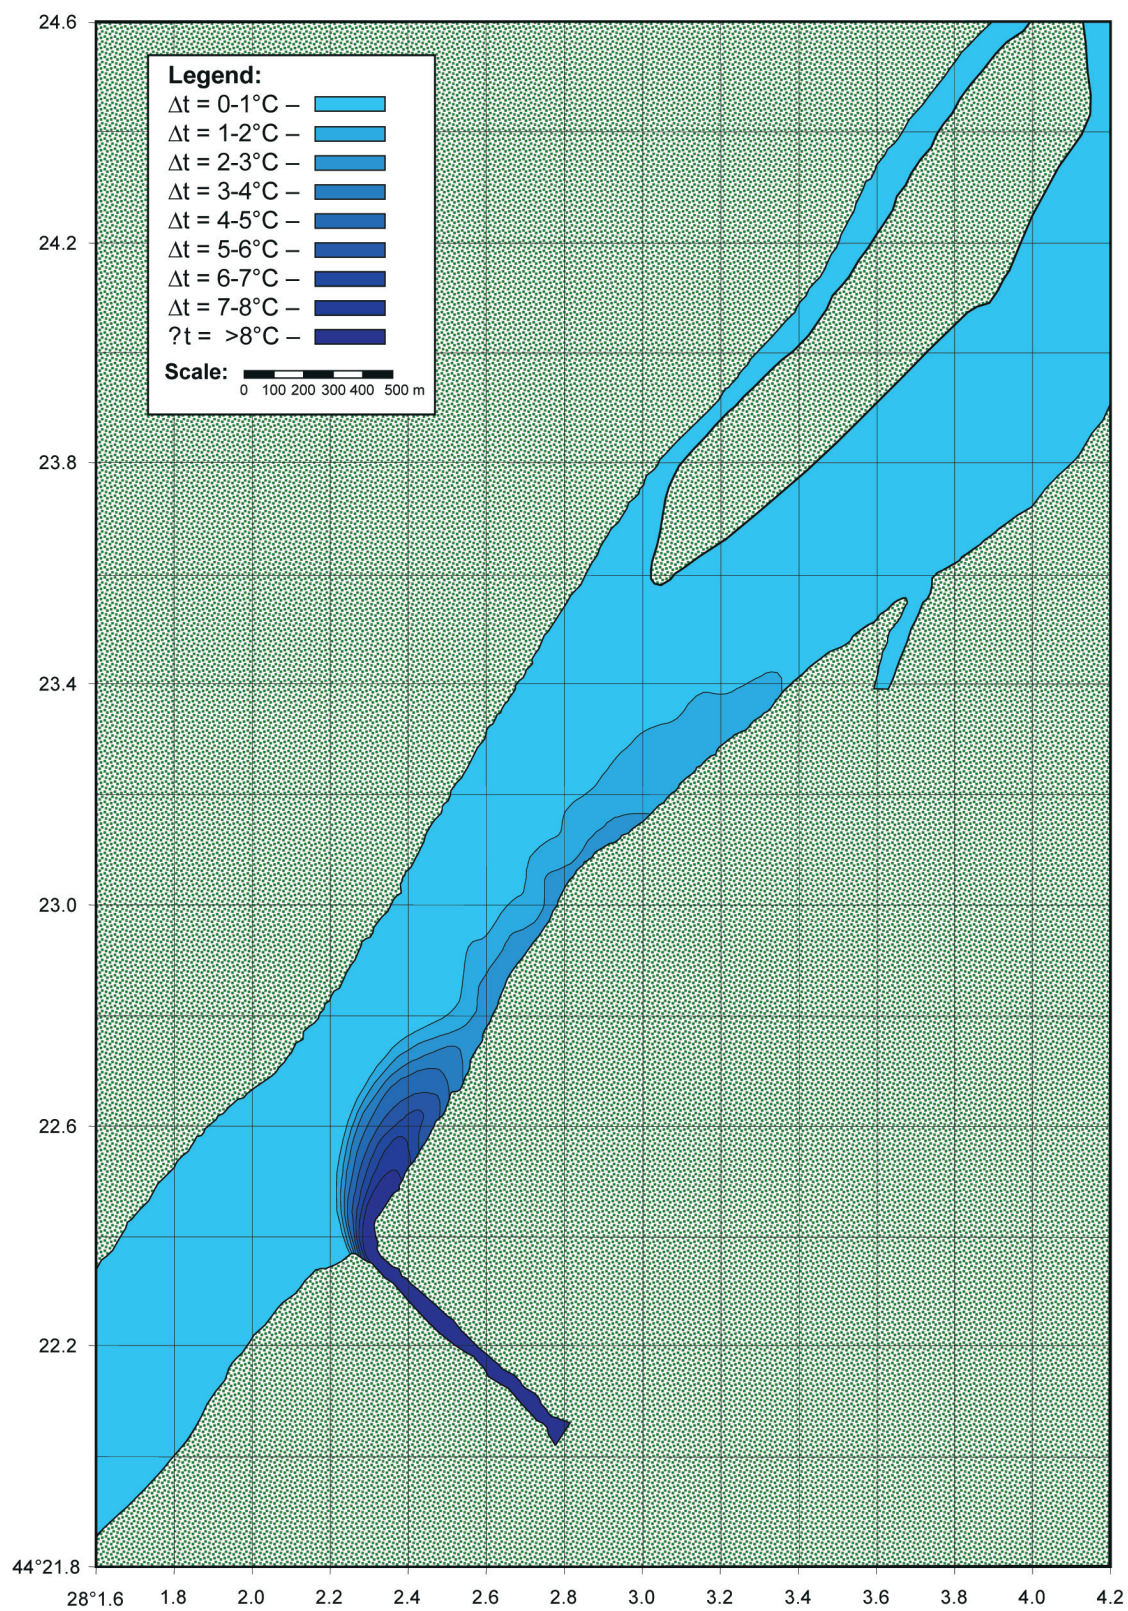 24.6
Legend:
Δt = 0-1°C –
Δt = 1-2°C –
Δt = 2-3°C –
Δt = 3-4°C –
Δt = 4-5°C –
Δt = 5-6°C –
Δt = 6-7°C –
Δt = 7-8°C –
?t = >8°C –
Scale:
0 100 200 300 400 500 m
24.2
23.8
23.4
23.0
22.6
22.2
44°21.8
28°1.6 1.8 2.0 2.2 2.4 2.6 2.8 3.0 3.2 3.4 3.6 3.8 4.0 4.2